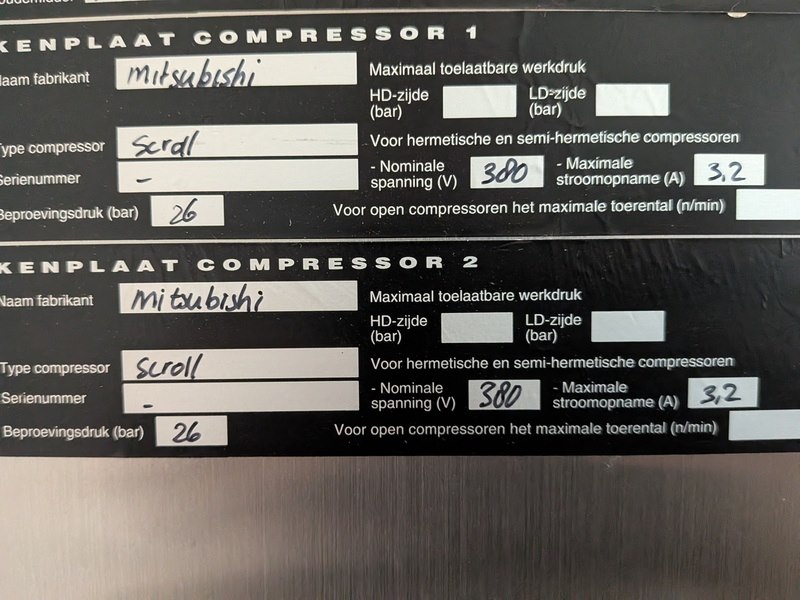 KENPLAAT COMPRESSOR 1
Naam fabrikant Mitsubishi Maximaal toelaatbare werkdruk
HD-zijde (bar) LD-zijde (bar)
Type compressor Scroll Voor hermetische en semi-hermetische compressoren
Serienummer - - Nominale spanning (V) 380 - Maximale stroomopname (A) 3,2
Beproevingsdruk (bar) 26 Voor open compressoren het maximale toerental (n/min)
KENPLAAT COMPRESSOR 2
Naam fabrikant Mitsubishi Maximaal toelaatbare werkdruk
HD-zijde (bar) LD-zijde (bar)
Type compressor Scroll Voor hermetische en semi-hermetische compressoren
Serienummer - - Nominale spanning (V) 380 - Maximale stroomopname (A) 3,2
Beproevingsdruk (bar) 26 Voor open compressoren het maximale toerental (n/min)